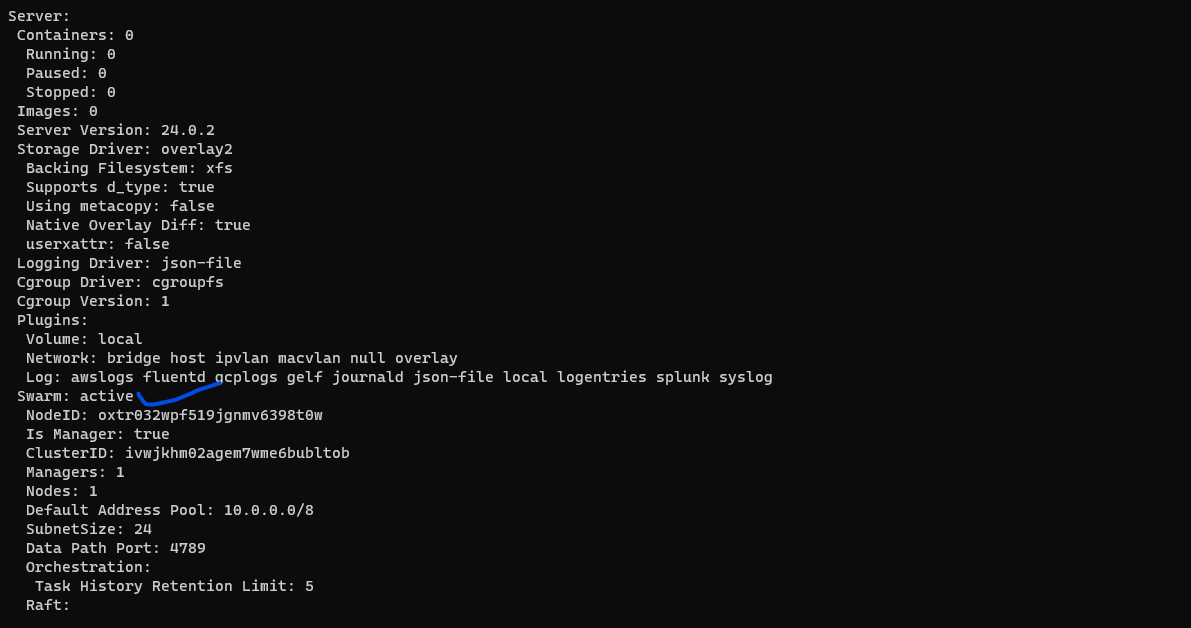 Server:
Containers: 0
Running: 0
Paused: 0
Stopped: 0
Images: 0
Server Version: 24.0.2
Storage Driver: overlay2
Backing Filesystem: xfs
Supports d_type: true
Using metacopy: false
Native Overlay Diff: true
userxattr: false
Logging Driver: json-file
Cgroup Driver: cgroupfs
Cgroup Version: 1
Plugins:
Volume: local
Network: bridge host ipvlan macvlan null overlay
Log: awslogs fluentd gcplogs gelf journald json-file local logentries splunk syslog
Swarm: active
NodeID: oxtr032wpf519jgnmv6398t0w
Is Manager: true
ClusterID: ivwjkhm02agem7wme6bubltob
Managers: 1
Nodes: 1
Default Address Pool: 10.0.0.0/8
SubnetSize: 24
Data Path Port: 4789
Orchestration:
Task History Retention Limit: 5
Raft: